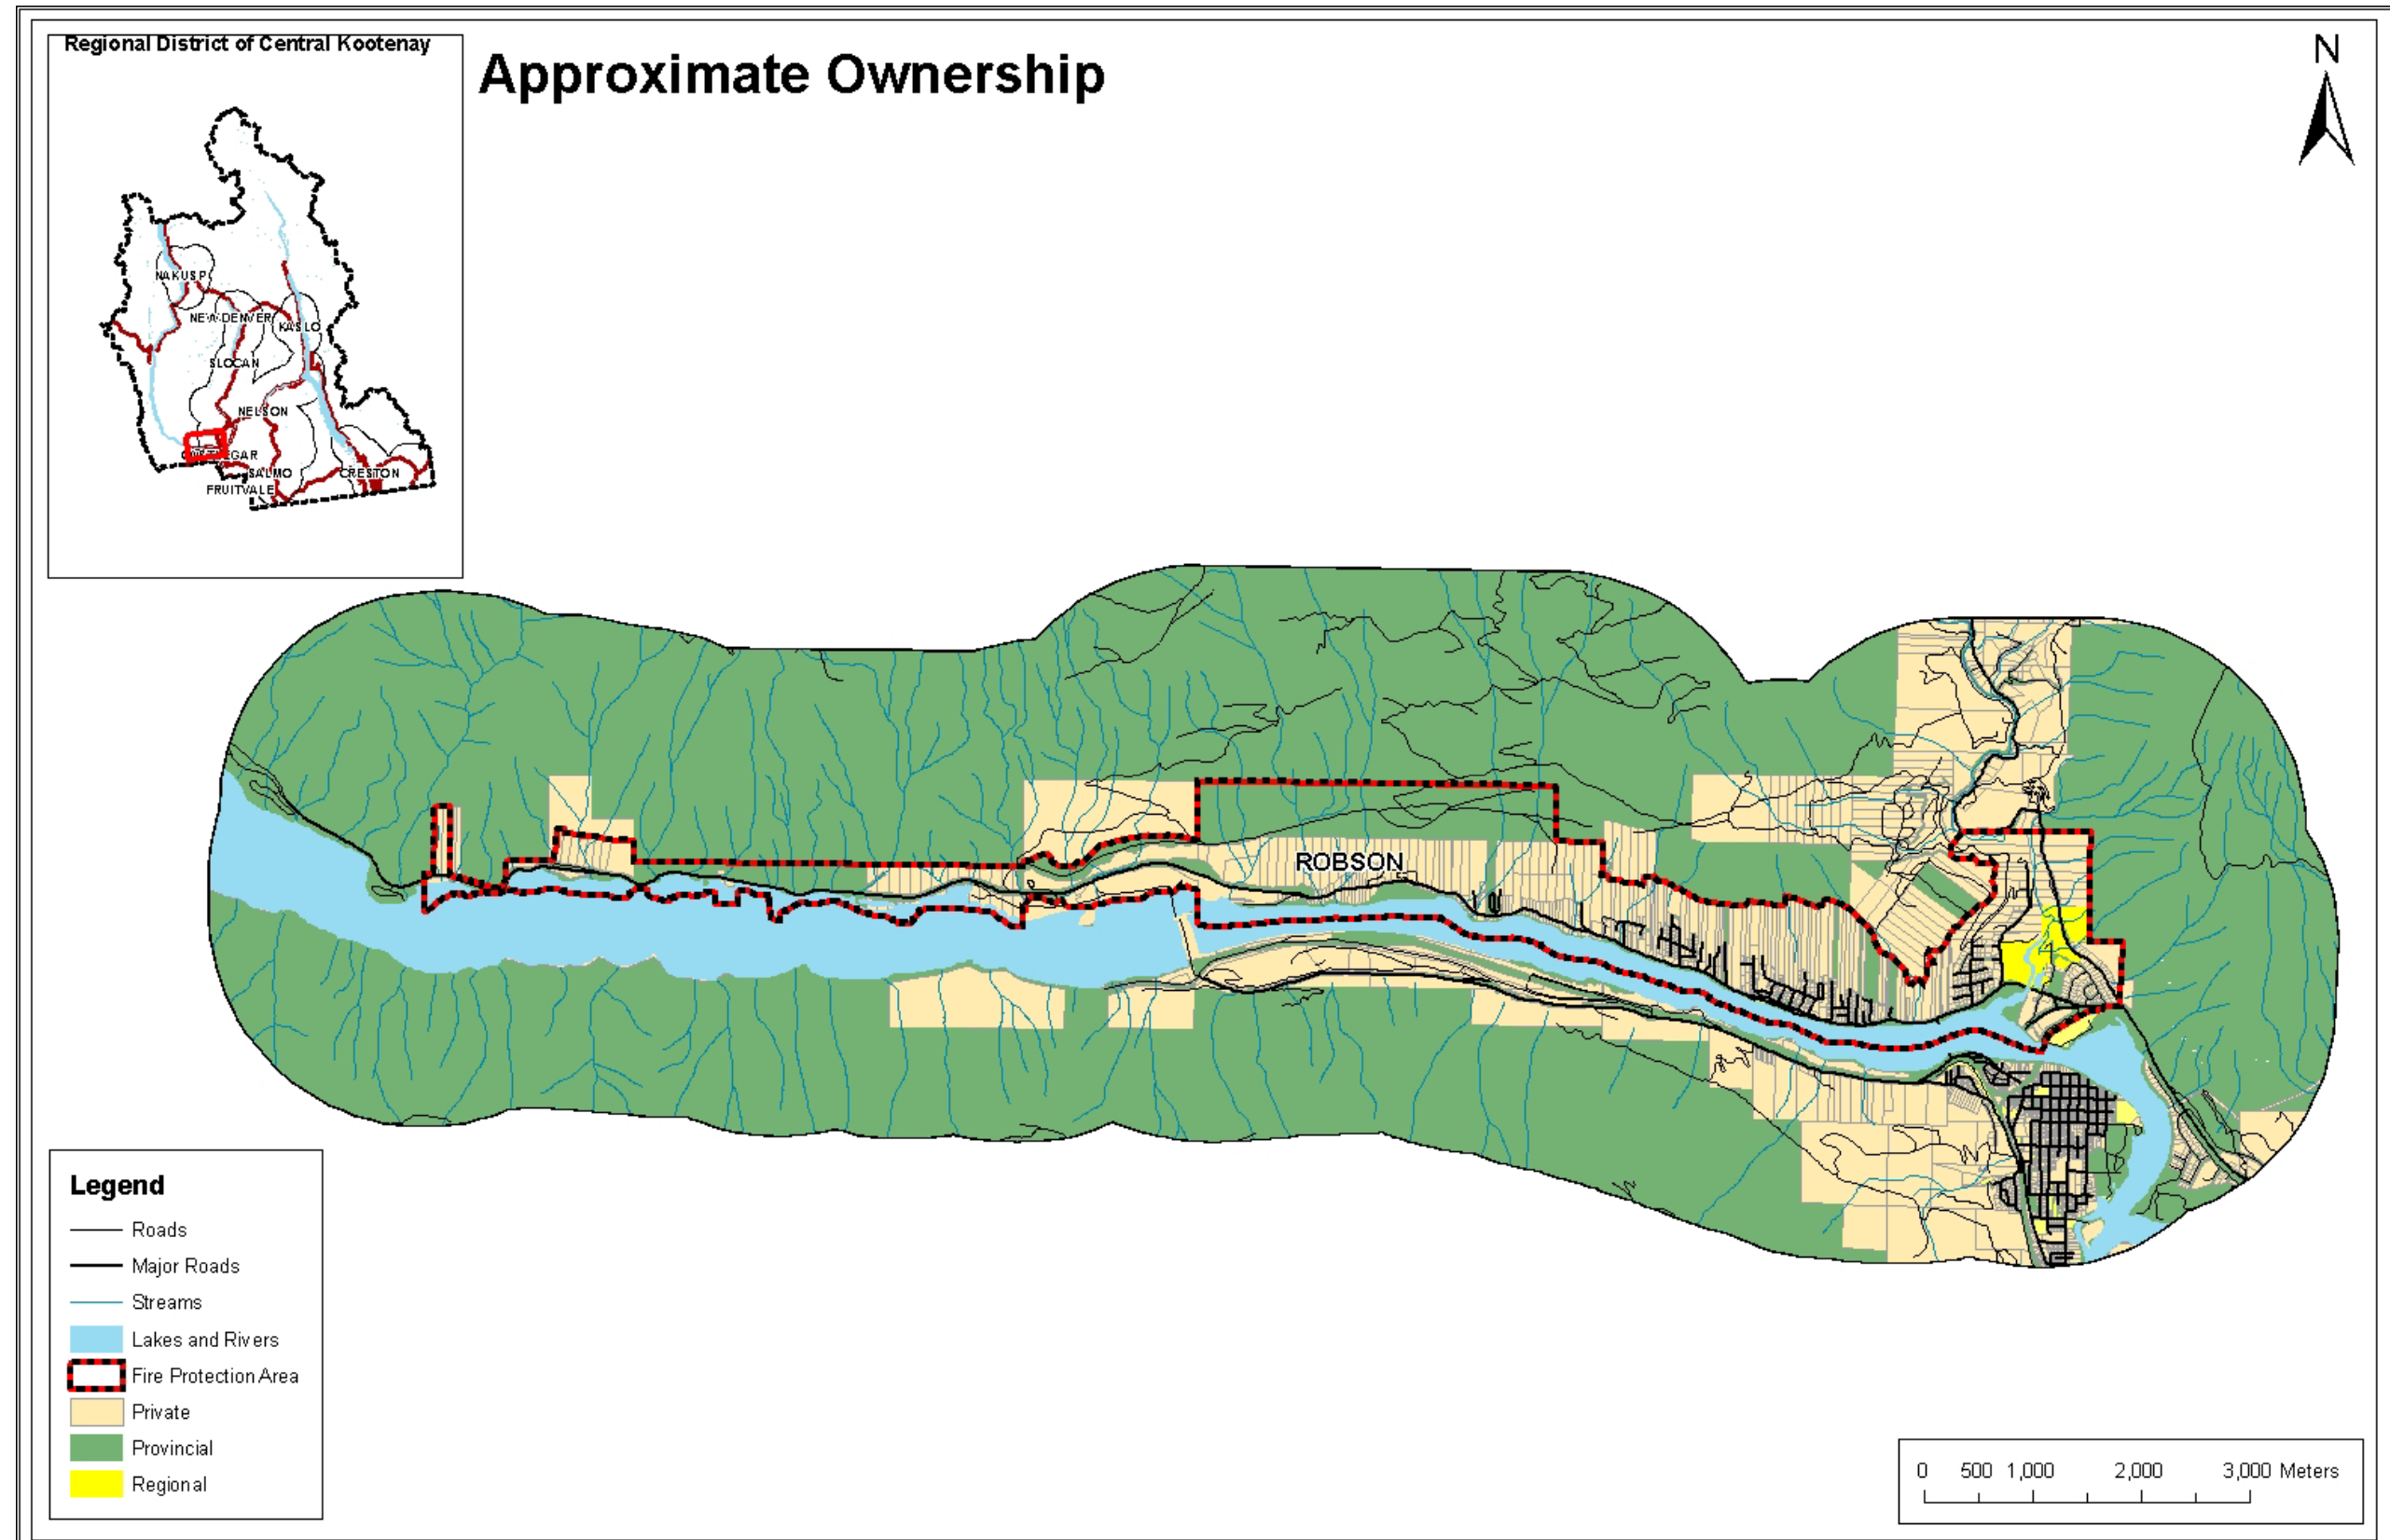 Regional District of Central Kootenay
Approximate Ownership
N
NAKUSP
NEW DENVER
KASLO
SLOCAN
NELSON
SALMO
CRESTON
FRUITVALE
ROBSON
Legend
Roads
Major Roads
Streams
Lakes and Rivers
Fire Protection Area
Private
Provincial
Regional
0 500 1,000 2,000 3,000 Meters